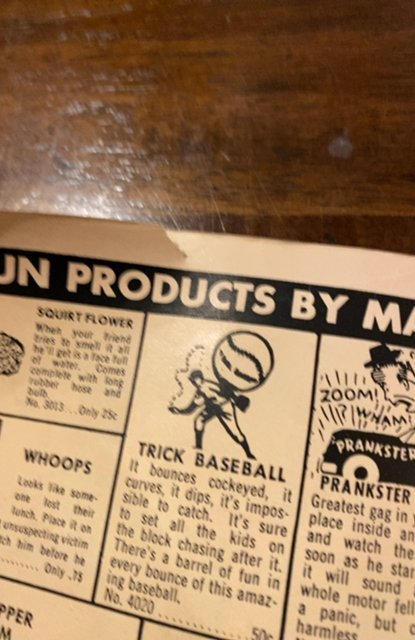 UN PRODUCTS BY MA
SQUIRT FLOWER
When your friend
tries to smell it all
he'll get is a face full
of water. Comes
complete with long
rubber hose and
bulb.
No. 3013 ... Only 25c
WHOOPS
Looks like some-
one lost their
lunch. Place it on
unsuspecting victim
tch him before he
......... Only .75
PPER
TRICK BASEBALL
It bounces cockeyed, it
curves, it dips, it's impos-
sible to catch. It's sure
to set all the kids on
the block chasing after it.
There's a barrel of fun in
every bounce of this amaz-
ing baseball.
No. 4020 .................. 50c
ZOOM!
!!?!WHAM!
PRANKSTER
PRANKSTER
Greatest gag in
place inside an
and watch the
soon as he star
it will sound
whole motor fel
a panic, but
harmless